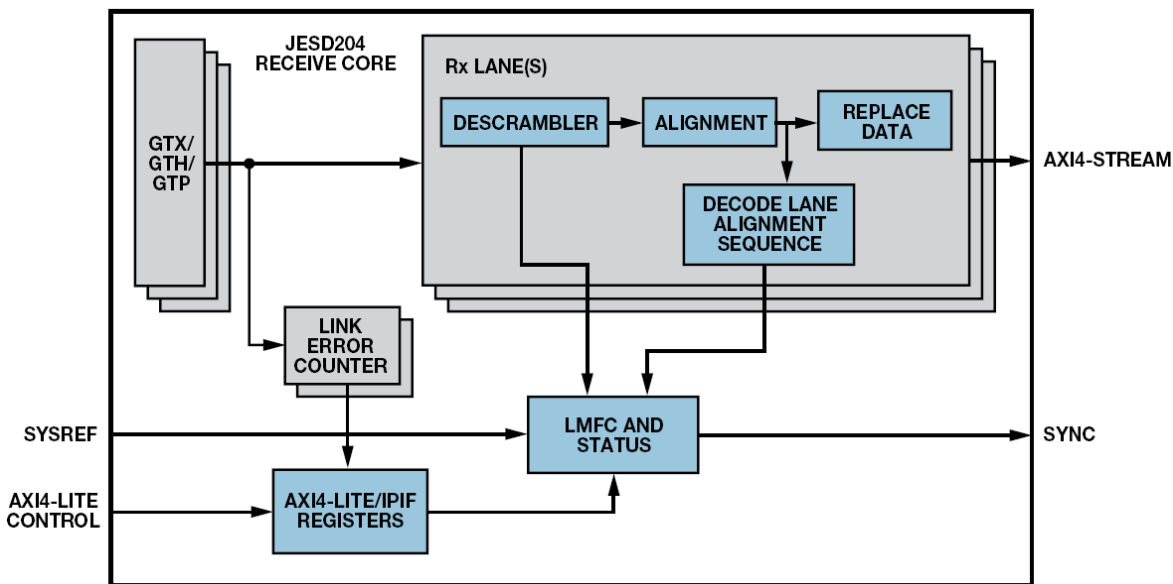 JESD204
RECEIVE CORE
GTX/
GTH/
GTP
Rx LANE(S)
DESCRAMBLER
ALIGNMENT
REPLACE
DATA
DECODE LANE
ALIGNMENT
SEQUENCE
AXI4-STREAM
LINK
ERROR
COUNTER
SYSREF
LMFC AND
STATUS
SYNC
AXI4-LITE
CONTROL
AXI4-LITE/IPIF
REGISTERS